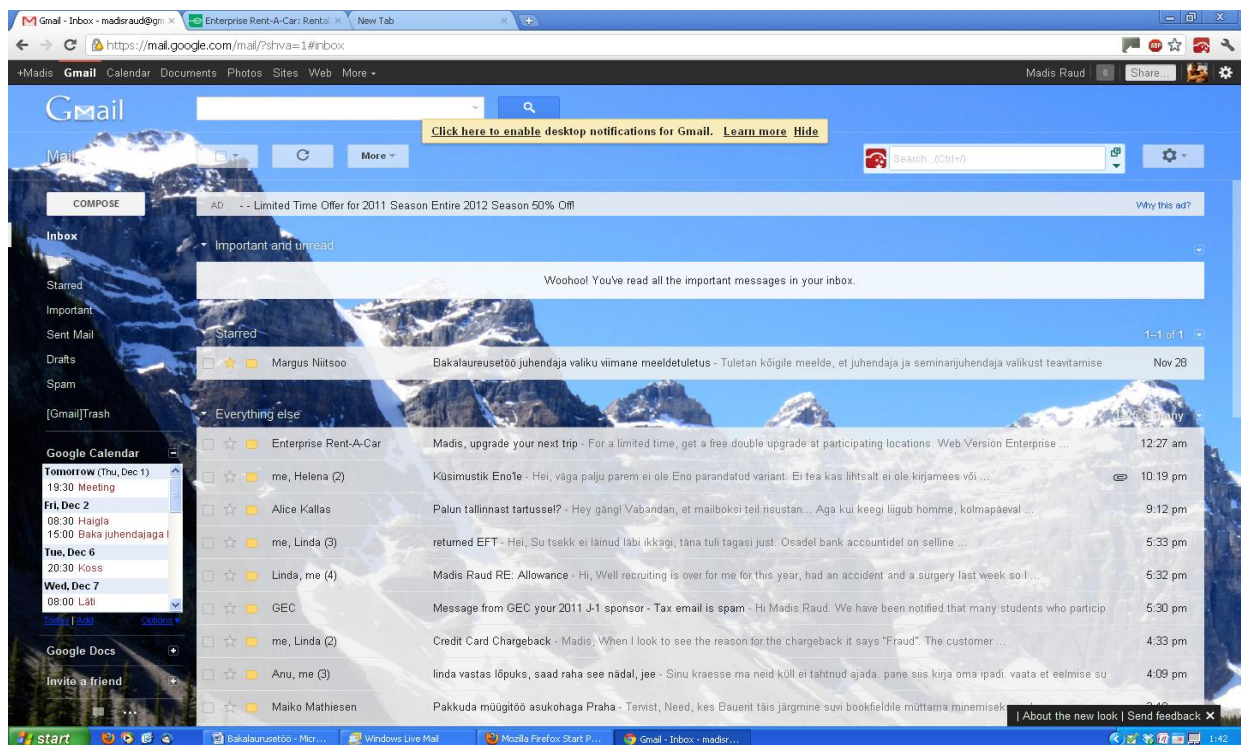 Gmail - Inbox - madisraud@gm
Enterprise Rent-A-Car: Rental
New Tab
https://mail.google.com/mail/?shva=1#inbox
ABP
+Madis Gmail Calendar Documents Photos Sites Web More
Madis Raud 0 Share...
Gmail
Click here to enable desktop notifications for Gmail. Learn more Hide
Mail
More
Search...(Ctrl+/)
COMPOSE
AD - - Limited Time Offer for 2011 Season Entire 2012 Season 50% Off!
Why this ad?
Inbox
Important and unread
Woohoo! You've read all the important messages in your inbox.
Starred
Important
Sent Mail
Drafts
Spam
[Gmail]Trash
Starred
1–1 of 1
Margus Niitsoo Bakalaureusetöö juhendaja valiku viimane meeldetuletus - Tuletan kõigile meelde, et juhendaja ja seminarijuhendaja valikust teavitamise Nov 28
Everything else
Enterprise Rent-A-Car Madis, upgrade your next trip - For a limited time, get a free double upgrade at participating locations. Web Version Enterprise ... 12:27 am
me, Helena (2) Küsimustik Eno'le - Hei, väga palju parem ei ole Eno parandatud variant. Ei tea kas lihtsalt ei ole kirjamees või ... 10:19 pm
Alice Kallas Palun tallinnast tartussel? - Hey gäng! Vabandan, et mailboksi teil risustan... Aga kui keegi liigub homme, kolmapäeval ... 9:12 pm
me, Linda (3) returned EFT - Hei, Su tsekk ei läinud läbi ikkagi, täna tuli tagasi just. Osadel bank accountidel on selline ... 5:33 pm
Linda, me (4) Madis Raud RE: Allowance - Hi, Well recruiting is over for me for this year, had an accident and a surgery last week so I ... 5:32 pm
GEC Message from GEC your 2011 J-1 sponsor - Tax email is spam - Hi Madis Raud. We have been notified that many students who particip 5:30 pm
me, Linda (2) Credit Card Chargeback - Madis, When I look to see the reason for the chargeback it says "Fraud". The customer ... 4:33 pm
Anu, me (3) linda vastas lõpuks, saad raha see nädal, jee - Sinu kraesse ma neid küll ei tahtnud ajada. pane siis kirja oma ipadi. vaata et eelmise su 4:09 pm
Maiko Mathiesen Pakkuda müügitöö asukohaga Praha - Tervist, Need, kes Bauerit täis järgmine suvi bookfieldile müttama minemisek
Google Calendar
Tomorrow (Thu, Dec 1)
19:30 Meeting
Fri, Dec 2
08:30 Haigla
15:00 Baka juhendajaga
Tue, Dec 6
20:30 Koss
Wed, Dec 7
08:00 Läti
Today | Add Options
Google Docs
Invite a friend
| About the new look | Send feedback
start
Bakalaurusetöö - Micr...
Windows Live Mail
Mozilla Firefox Start P...
Gmail - Inbox - madisr...
1:42